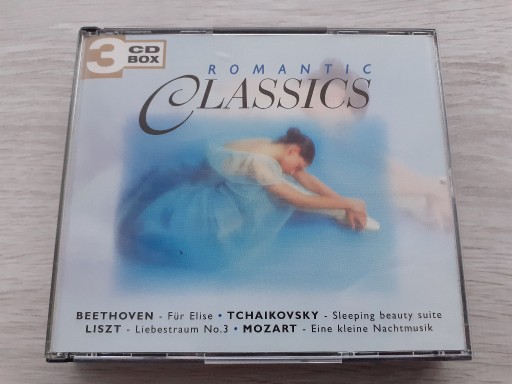 3 CD
BOX
ROMANTIC
CLASSICS
BEETHOVEN - Für Elise • TCHAIKOVSKY - Sleeping beauty suite
LISZT - Liebestraum No.3 • MOZART - Eine kleine Nachtmusik